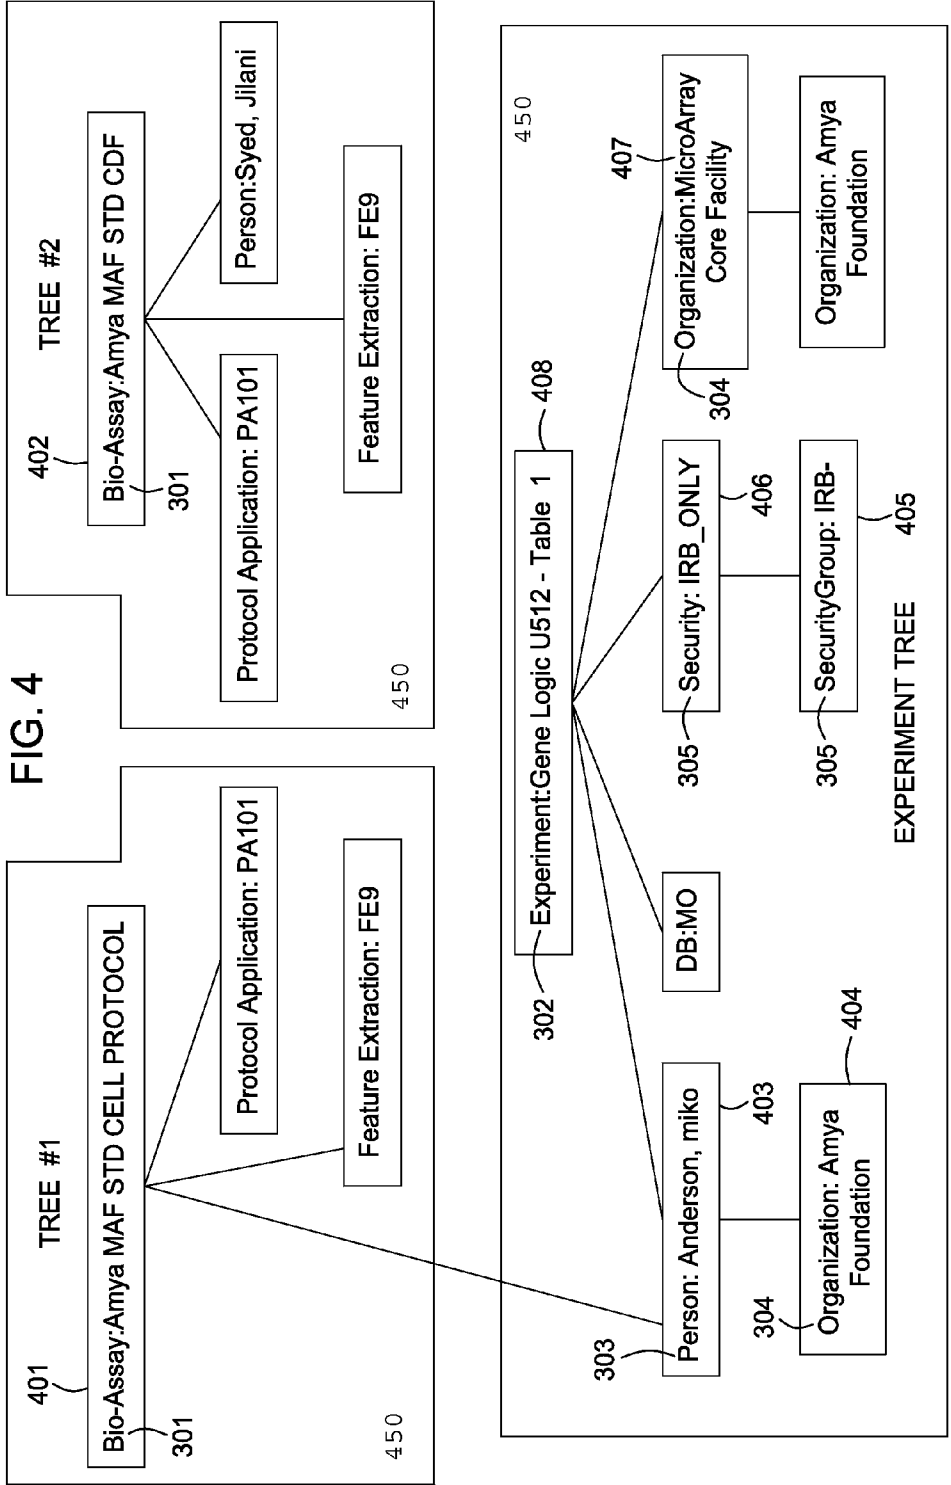 FIG. 4
TREE #1
401
Bio-Assay:Amya MAF STD CELL PROTOCOL
301
Protocol Application: PA101
Feature Extraction: FE9
450
TREE #2
402
Bio-Assay:Amya MAF STD CDF
301
Protocol Application: PA101
Person:Syed, Jilani
Feature Extraction: FE9
450
450
408
302
Experiment:Gene Logic U512 - Table 1
303
Person: Anderson, miko
403
304
Organization: Amya
Foundation
404
DB:MO
305
Security: IRB_ONLY
406
305
SecurityGroup: IRB-
405
407
304
Organization:MicroArray
Core Facility
Organization: Amya
Foundation
EXPERIMENT TREE